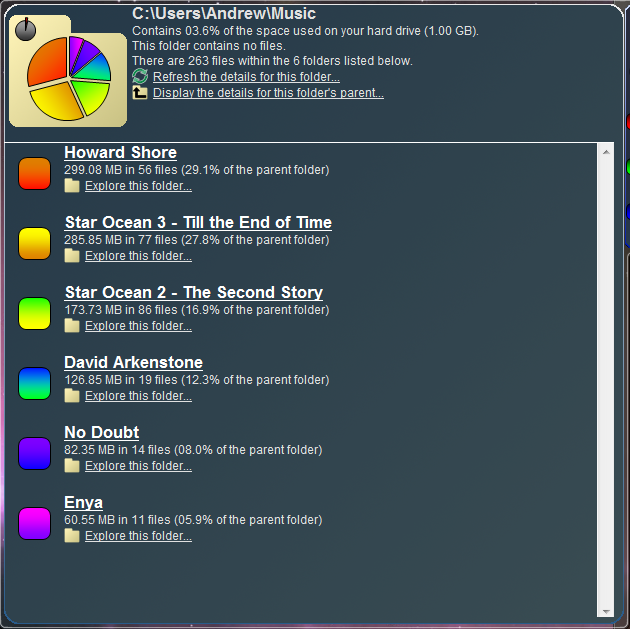 C:\Users\Andrew\Music
Contains 03.6% of the space used on your hard drive (1.00 GB).
This folder contains no files.
There are 263 files within the 6 folders listed below.
Refresh the details for this folder...
Display the details for this folder's parent...
Howard Shore
299.08 MB in 56 files (29.1% of the parent folder)
Explore this folder...
Star Ocean 3 - Till the End of Time
285.85 MB in 77 files (27.8% of the parent folder)
Explore this folder...
Star Ocean 2 - The Second Story
173.73 MB in 86 files (16.9% of the parent folder)
Explore this folder...
David Arkenstone
126.85 MB in 19 files (12.3% of the parent folder)
Explore this folder...
No Doubt
82.35 MB in 14 files (08.0% of the parent folder)
Explore this folder...
Enya
60.55 MB in 11 files (05.9% of the parent folder)
Explore this folder...